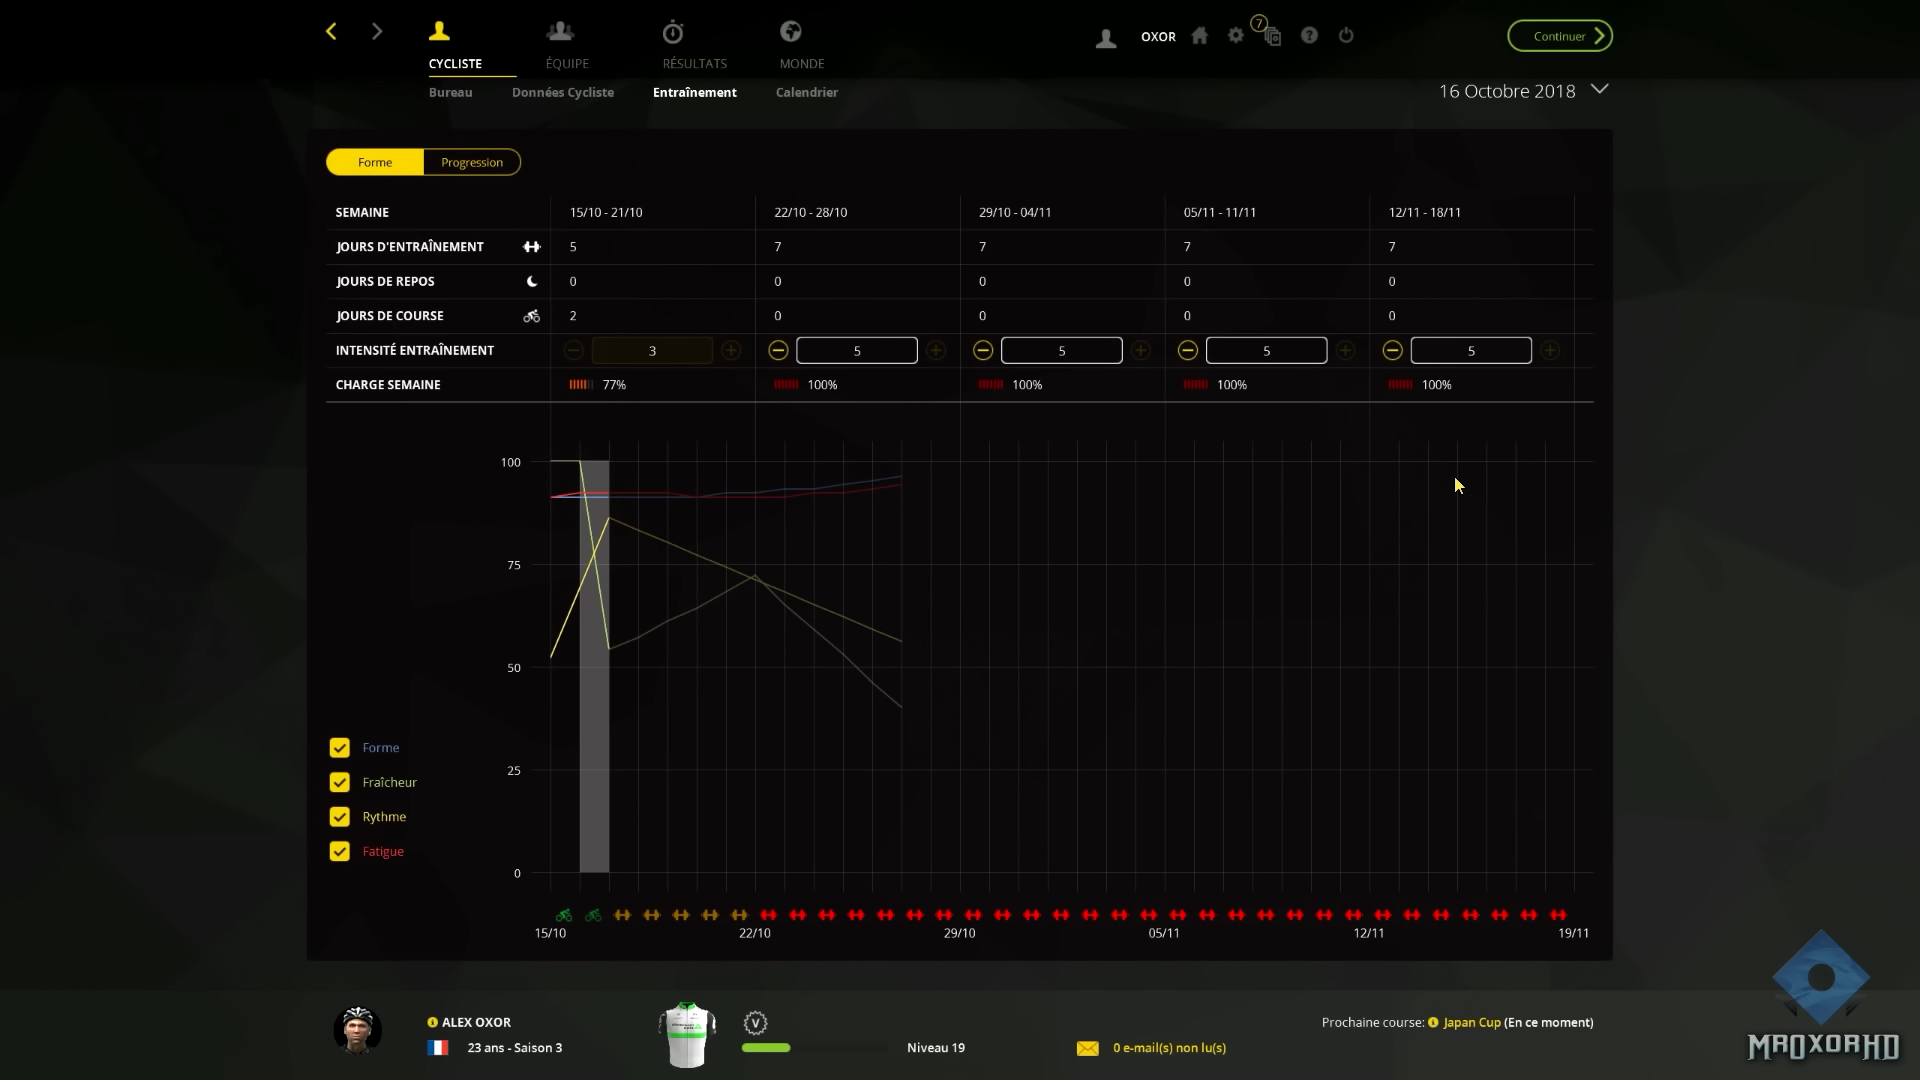 CYCLISTE ÉQUIPE RÉSULTATS MONDE
OXOR 7 ? Continuer
Bureau Données Cycliste Entraînement Calendrier
16 Octobre 2018
Forme Progression
SEMAINE 15/10 - 21/10 22/10 - 28/10 29/10 - 04/11 05/11 - 11/11 12/11 - 18/11
JOURS D'ENTRAÎNEMENT 5 7 7 7 7
JOURS DE REPOS 0 0 0 0 0
JOURS DE COURSE 2 0 0 0 0
INTENSITÉ ENTRAÎNEMENT 3 5 5 5 5
CHARGE SEMAINE 77% 100% 100% 100% 100%
100
75
50
25
0
Forme
Fraîcheur
Rythme
Fatigue
15/10 22/10 29/10 05/11 12/11 19/11
ALEX OXOR
23 ans - Saison 3
V
Niveau 19
0 e-mail(s) non lu(s)
Prochaine course: Japan Cup (En ce moment)
MROXORHD